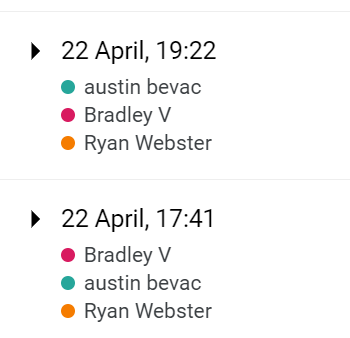 22 April, 19:22
austin bevac
Bradley V
Ryan Webster
22 April, 17:41
Bradley V
austin bevac
Ryan Webster